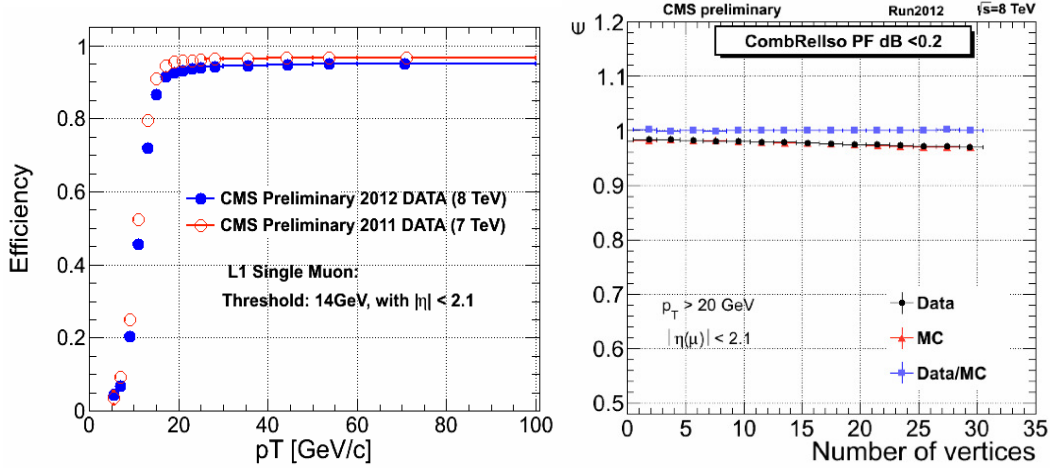 1
0.8
0.6
0.4
0.2
0
Efficiency
CMS Preliminary 2012 DATA (8 TeV)
CMS Preliminary 2011 DATA (7 TeV)
L1 Single Muon:
Threshold: 14GeV, with |η| < 2.1
0 20 40 60 80 100
pT [GeV/c]
CMS preliminary Run2012 √s=8 TeV
CombRelIso PF dB <0.2
ϵ
1.2
1.1
1
0.9
0.8
0.7
0.6
0.5
p_T > 20 GeV
| η(μ)| < 2.1
Data
MC
Data/MC
0 5 10 15 20 25 30 35
Number of vertices